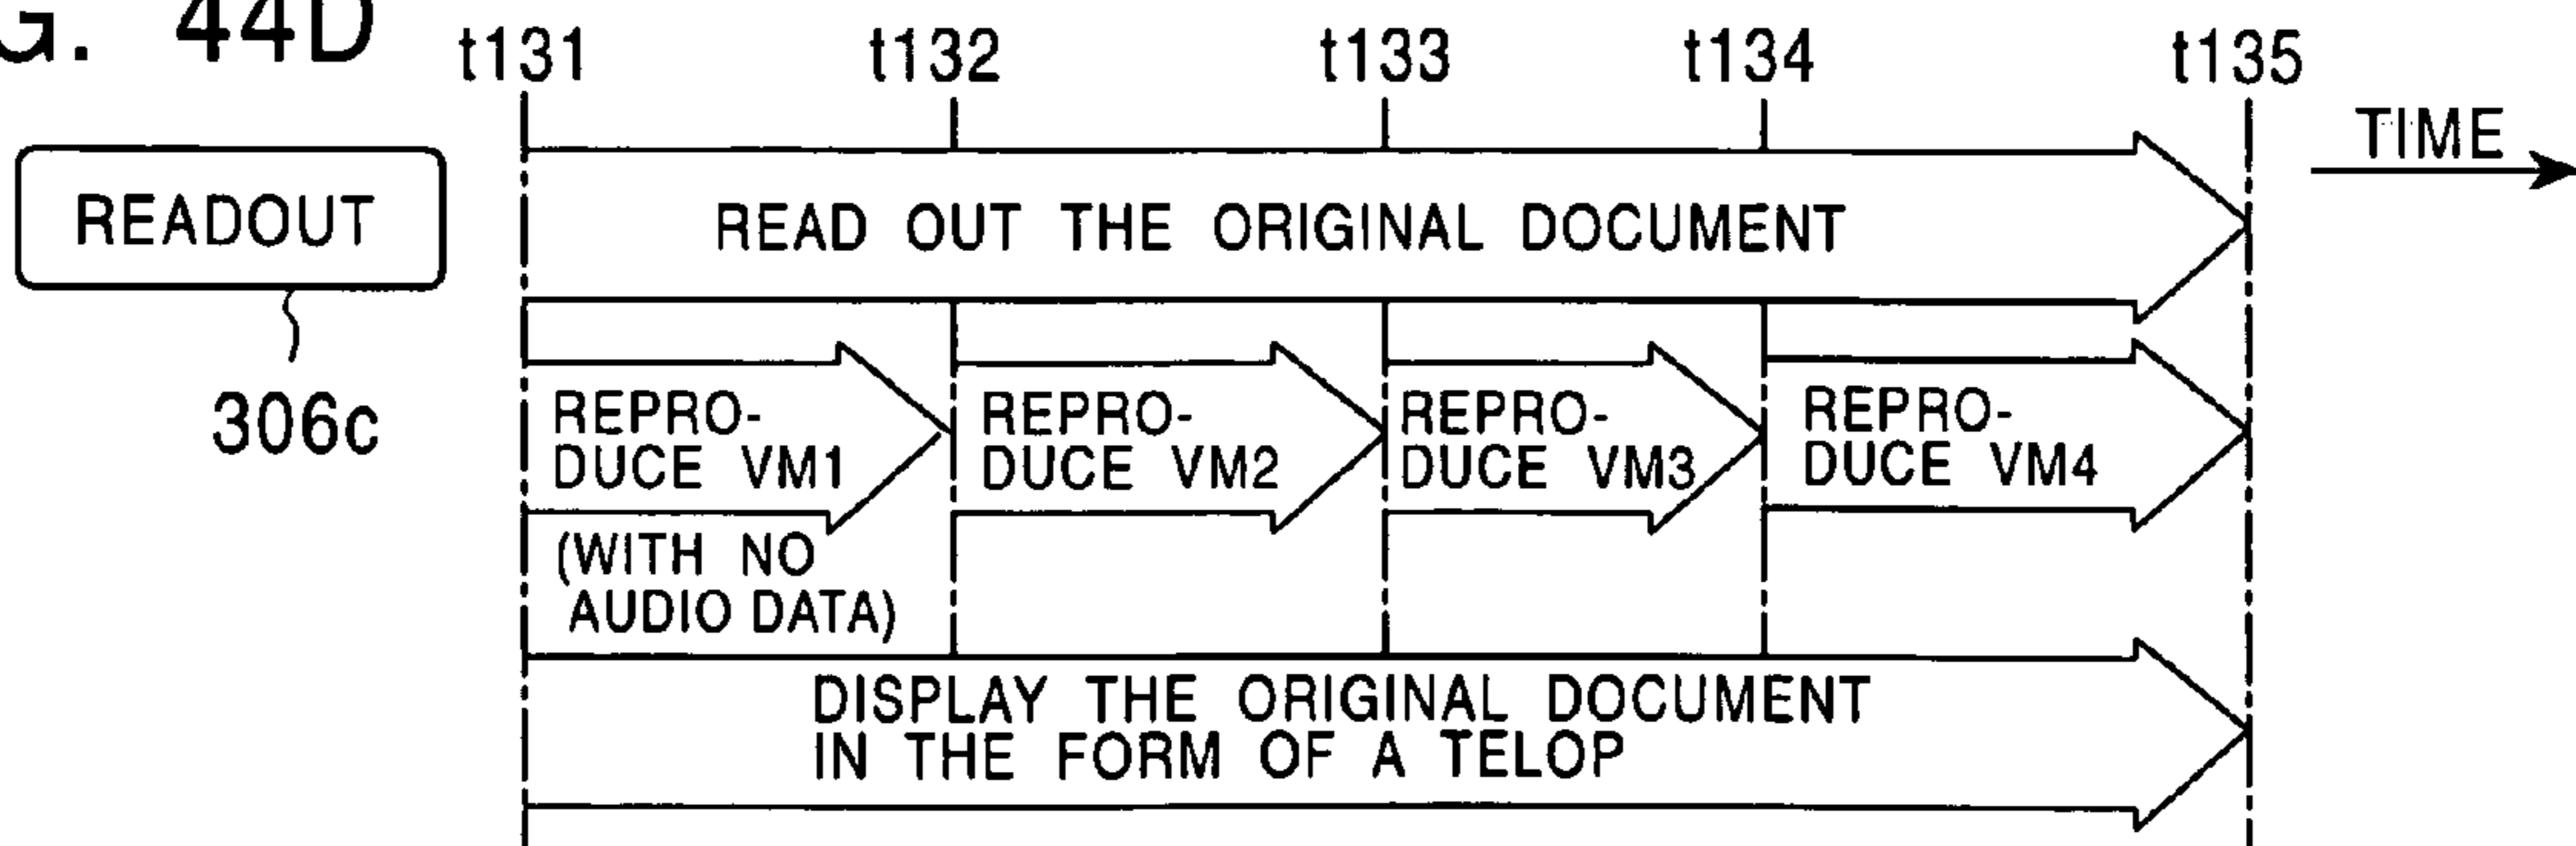 G. 44D
t131 t132 t133 t134 t135
TIME
READOUT
READ OUT THE ORIGINAL DOCUMENT
306c
REPRO-
DUCE VM1
REPRO-
DUCE VM2
REPRO-
DUCE VM3
REPRO-
DUCE VM4
(WITH NO
AUDIO DATA)
DISPLAY THE ORIGINAL DOCUMENT
IN THE FORM OF A TELOP